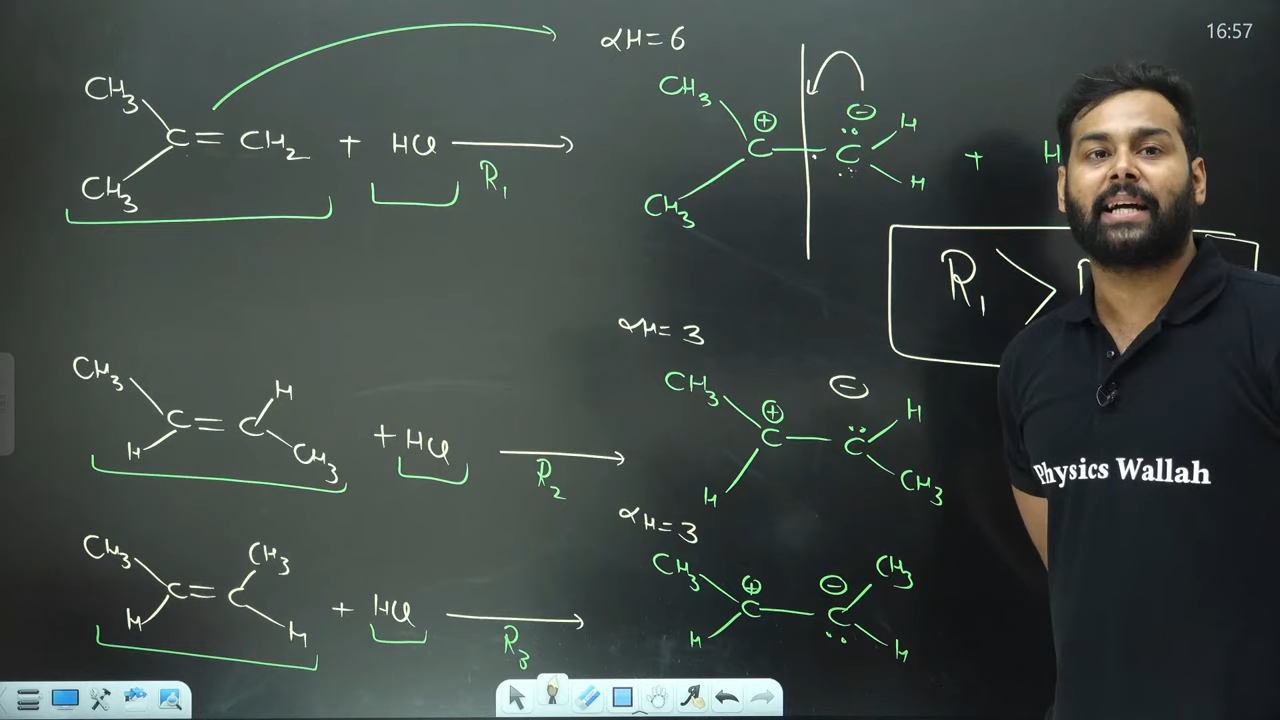 16:57
αH = 6
CH3
CH3
C = CH2 + HCl
R1
CH3
CH3
⊕
C
⊖
C
H
H
+ H
R1 >
αH = 3
CH3
H
C = C
H
CH3
+ HCl
R2
CH3
⊕
C
H
⊖
C
H
CH3
αH = 3
CH3
H
C = C
CH3
H
+ HCl
R3
CH3
⊕
C
H
⊖
C
CH3
H
Physics Wallah